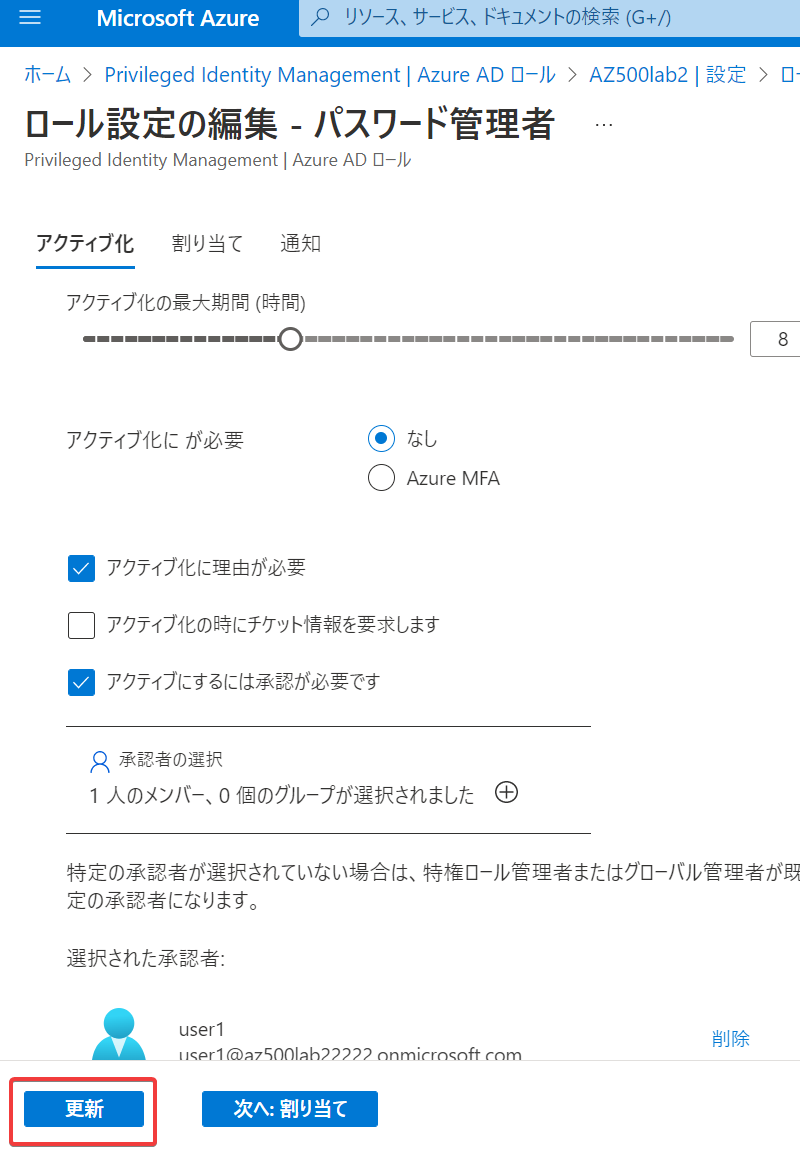 Microsoft Azure
リソース、サービス、ドキュメントの検索 (G+/)
ホーム > Privileged Identity Management | Azure AD ロール > AZ500lab2 | 設定 > ロー
ロール設定の編集 - パスワード管理者 ...
Privileged Identity Management | Azure AD ロール
アクティブ化 割り当て 通知
アクティブ化の最大期間 (時間)
8
アクティブ化に が必要
なし
Azure MFA
アクティブ化に理由が必要
アクティブ化の時にチケット情報を要求します
アクティブにするには承認が必要です
承認者の選択
1 人のメンバー、0 個のグループが選択されました
特定の承認者が選択されていない場合は、特権ロール管理者またはグローバル管理者が既
定の承認者になります。
選択された承認者:
user1
削除
user1@az500lab22222.onmicrosoft.com
更新 次へ: 割り当て